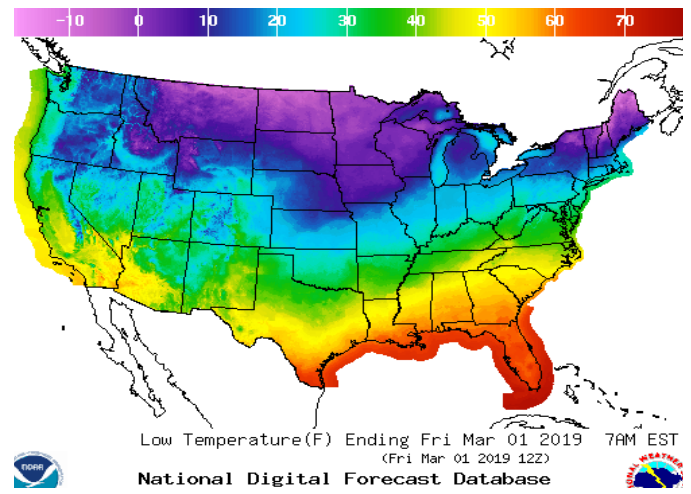 -10 0 10 20 30 40 50 60 70
Low Temperature(F) Ending Fri Mar 01 2019 7AM EST
(Fri Mar 01 2019 12Z)
National Digital Forecast Database
noaa